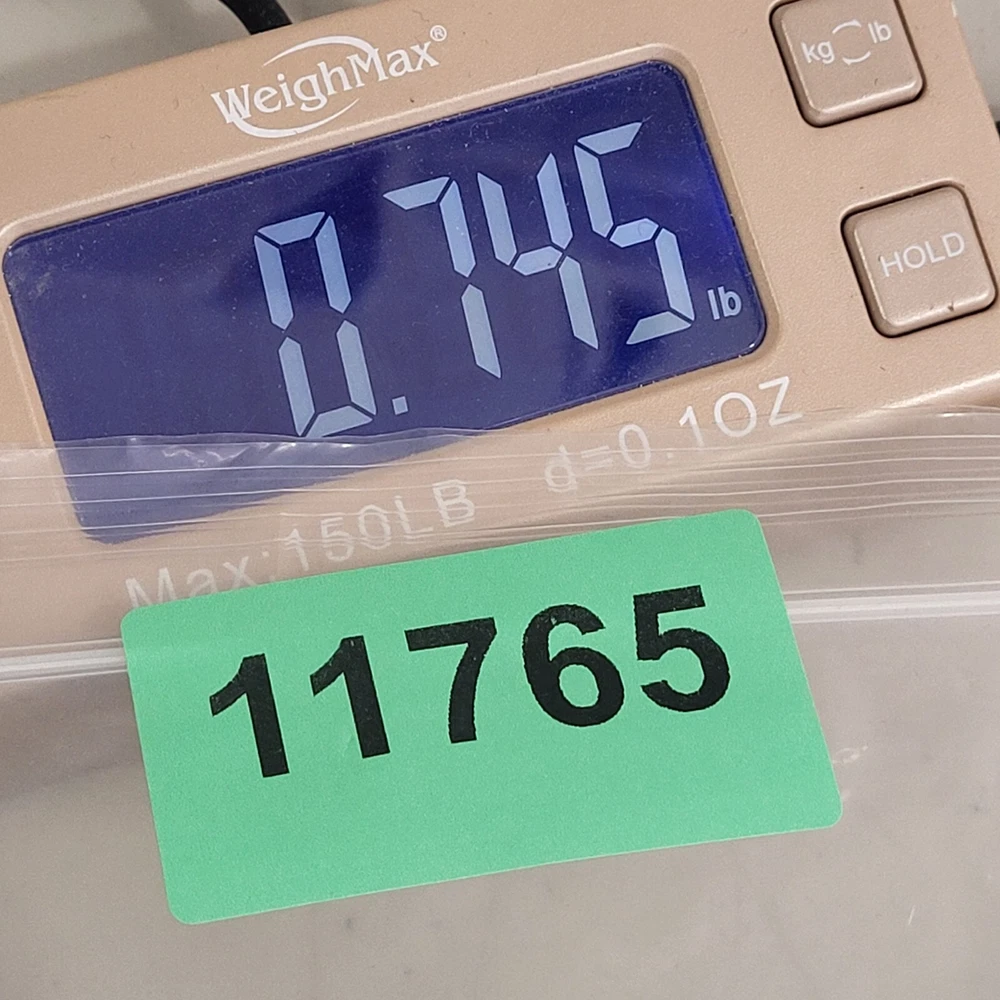 WeighMax®
kg lb
0.745 lb
HOLD
Max:150LB d=0.1OZ
11765